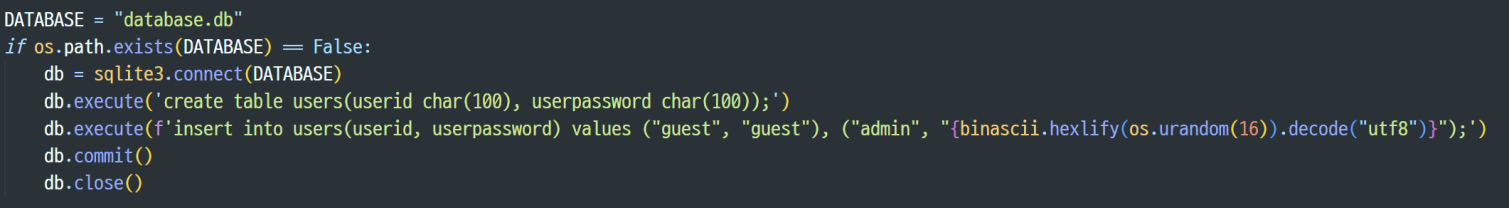 DATABASE = "database.db"
if os.path.exists(DATABASE) == False:
    db = sqlite3.connect(DATABASE)
    db.execute('create table users(userid char(100), userpassword char(100));')
    db.execute(f'insert into users(userid, userpassword) values ("guest", "guest"), ("admin", "{binascii.hexlify(os.urandom(16)).decode("utf8")}");')
    db.commit()
    db.close()